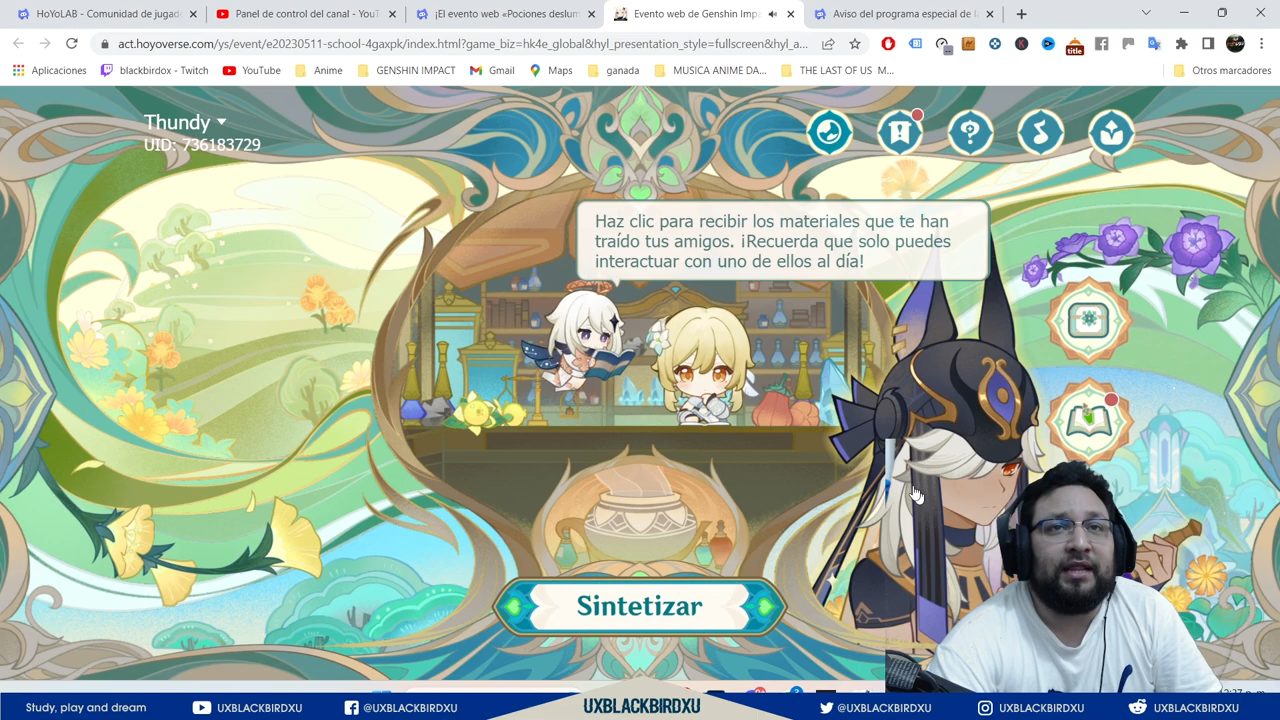 HoYoLAB - Comunidad de jugado
Panel de control del canal - YouT
¡El evento web «Pociones deslum
Evento web de Genshin Impa
Aviso del programa especial de l
act.hoyoverse.com/ys/event/e20230511-school-4gaxpk/index.html?game_biz=hk4e_global&hyl_presentation_style=fullscreen&hyl_a...
title
Aplicaciones
blackbirdox - Twitch
YouTube
Anime
GENSHIN IMPACT
Gmail
Maps
ganada
MUSICA ANIME DA...
THE LAST OF US M...
Otros marcadores
Thundy
UID: 736183729
Haz clic para recibir los materiales que te han
traído tus amigos. ¡Recuerda que solo puedes
interactuar con uno de ellos al día!
Sintetizar
Study, play and dream
UXBLACKBIRDXU
@UXBLACKBIRDXU
UXBLACKBIRDXU
@UXBLACKBIRDXU
UXBLACKBIRDXU
UXBLACKBIRDXU